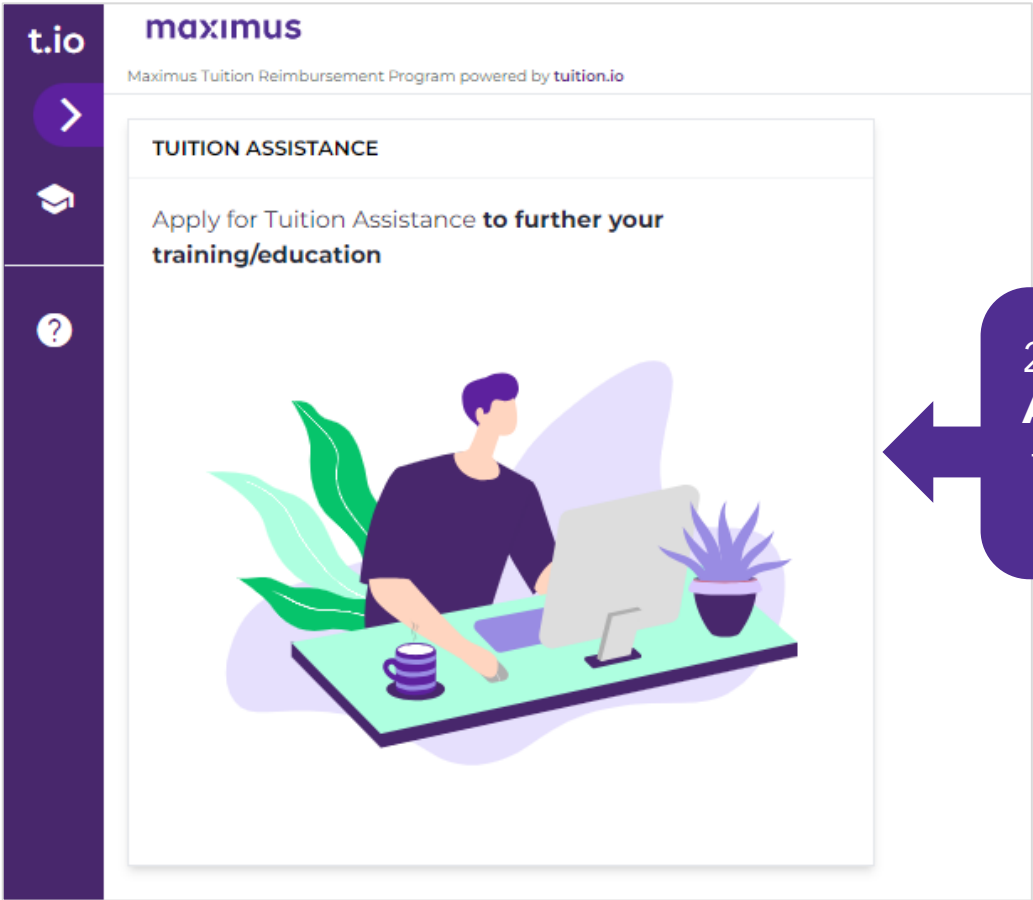 t.io
maximus
Maximus Tuition Reimbursement Program powered by tuition.io
TUITION ASSISTANCE
Apply for Tuition Assistance to further your
training/education
?
2